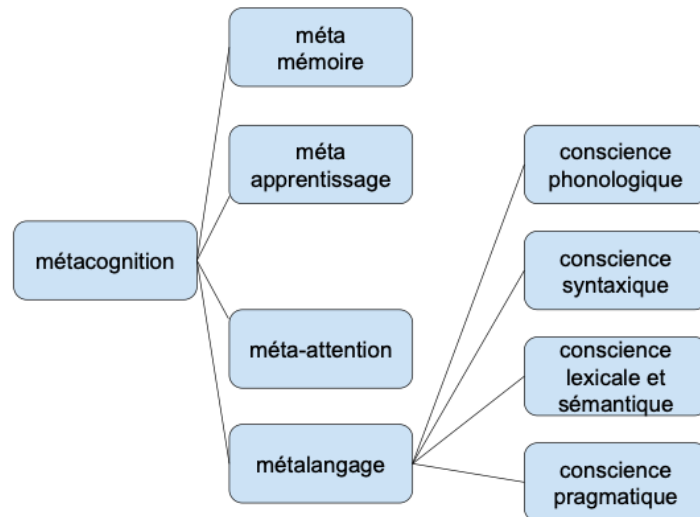 méta
mémoire
méta
apprentissage
métacognition
méta-attention
métalangage
conscience
phonologique
conscience
syntaxique
conscience
lexicale et
sémantique
conscience
pragmatique